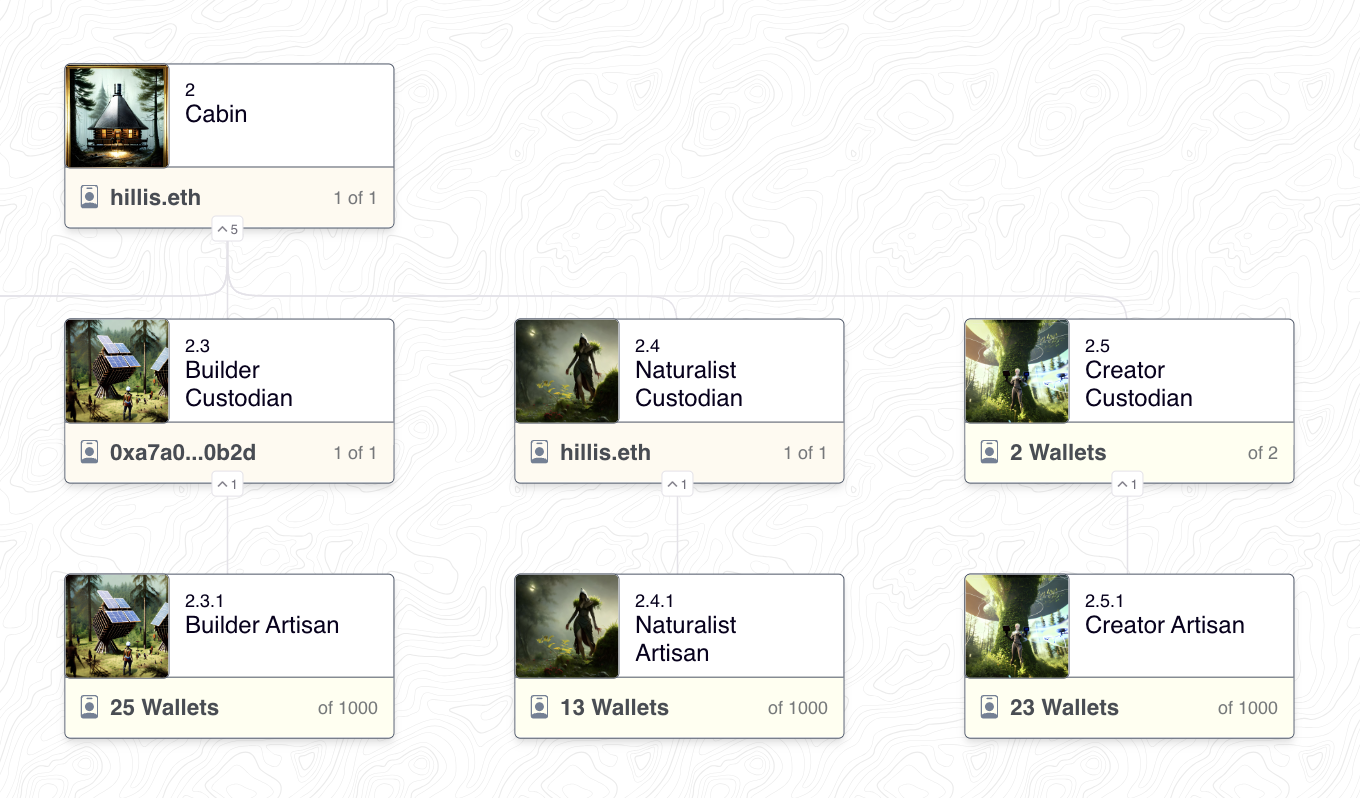 2
Cabin
hillis.eth 1 of 1
5
2.3
Builder
Custodian
0xa7a0...0b2d 1 of 1
1
2.4
Naturalist
Custodian
hillis.eth 1 of 1
1
2.5
Creator
Custodian
2 Wallets of 2
1
2.3.1
Builder Artisan
25 Wallets of 1000
2.4.1
Naturalist
Artisan
13 Wallets of 1000
2.5.1
Creator Artisan
23 Wallets of 1000